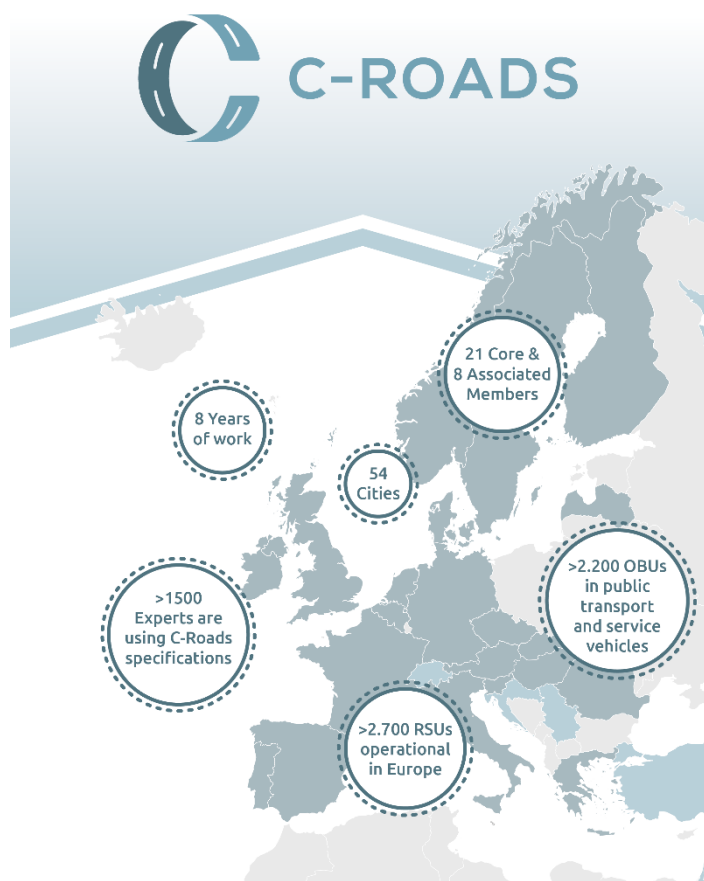 C-ROADS
21 Core &
8 Associated
Members
8 Years
of work
54
Cities
>2.200 OBUs
in public
transport
and service
vehicles
>1500
Experts are
using C-Roads
specifications
>2.700 RSUs
operational
in Europe